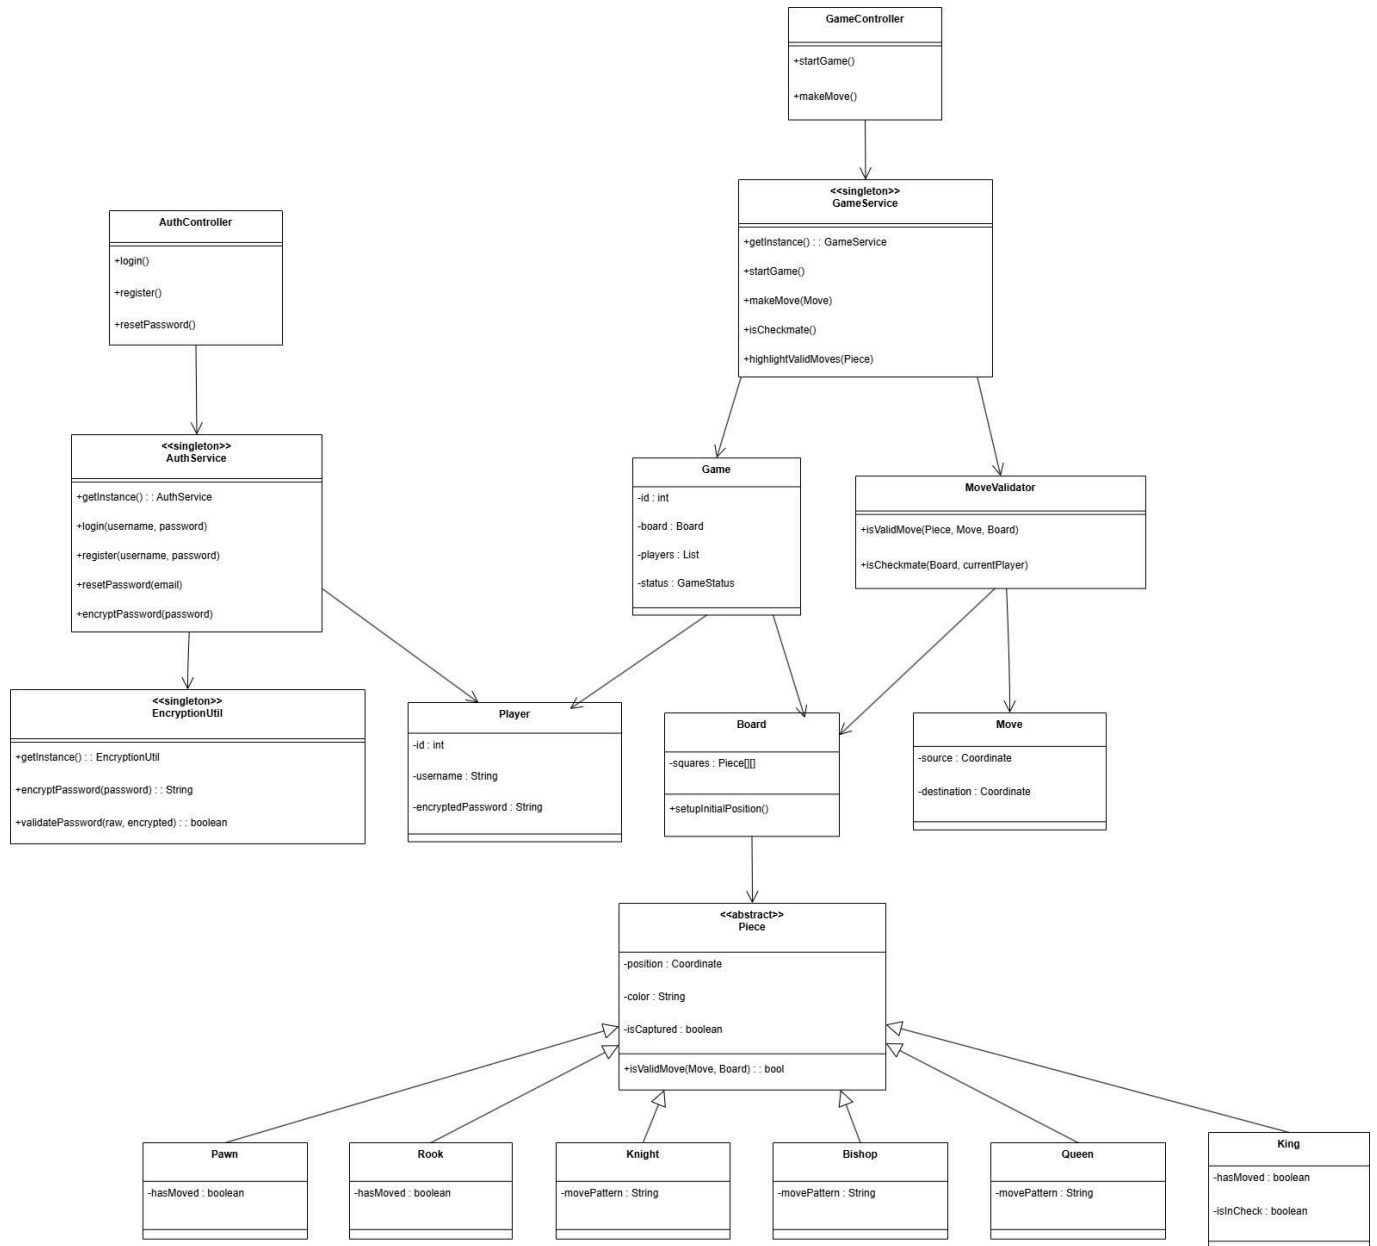 GameController
+startGame()
+makeMove()
<<singleton>>
GameService
+getInstance() : : GameService
+startGame()
+makeMove(Move)
+isCheckmate()
+highlightValidMoves(Piece)
AuthController
+login()
+register()
+resetPassword()
<<singleton>>
AuthService
+getInstance() : : AuthService
+login(username, password)
+register(username, password)
+resetPassword(email)
+encryptPassword(password)
Game
-id : int
-board : Board
-players : List
-status : GameStatus
MoveValidator
+isValidMove(Piece, Move, Board)
+isCheckmate(Board, currentPlayer)
<<singleton>>
EncryptionUtil
+getInstance() : : EncryptionUtil
+encryptPassword(password) : : String
+validatePassword(raw, encrypted) : : boolean
Player
-id : int
-username : String
-encryptedPassword : String
Board
-squares : Piece[][]
+setupInitialPosition()
Move
-source : Coordinate
-destination : Coordinate
<<abstract>>
Piece
-position : Coordinate
-color : String
-isCaptured : boolean
+isValidMove(Move, Board) : : bool
Pawn
-hasMoved : boolean
Rook
-hasMoved : boolean
Knight
-movePattern : String
Bishop
-movePattern : String
Queen
-movePattern : String
King
-hasMoved : boolean
-isInCheck : boolean